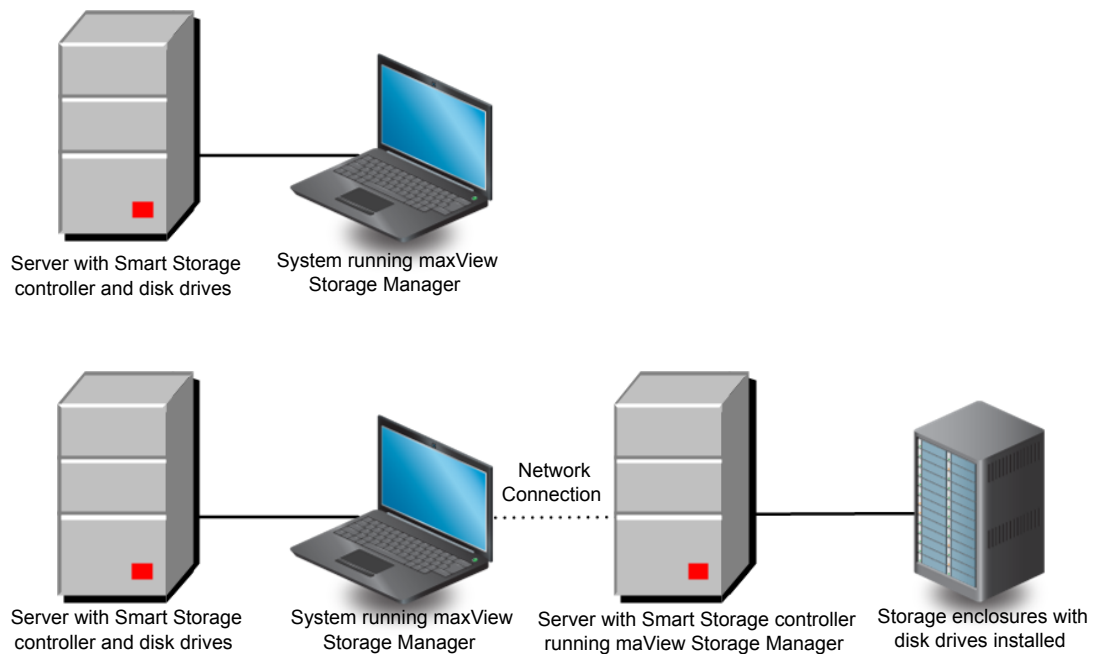 Server with Smart Storage
controller and disk drives
System running maxView
Storage Manager
Network
Connection
Server with Smart Storage
controller and disk drives
System running maxView
Storage Manager
Server with Smart Storage controller
running maView Storage Manager
Storage enclosures with
disk drives installed